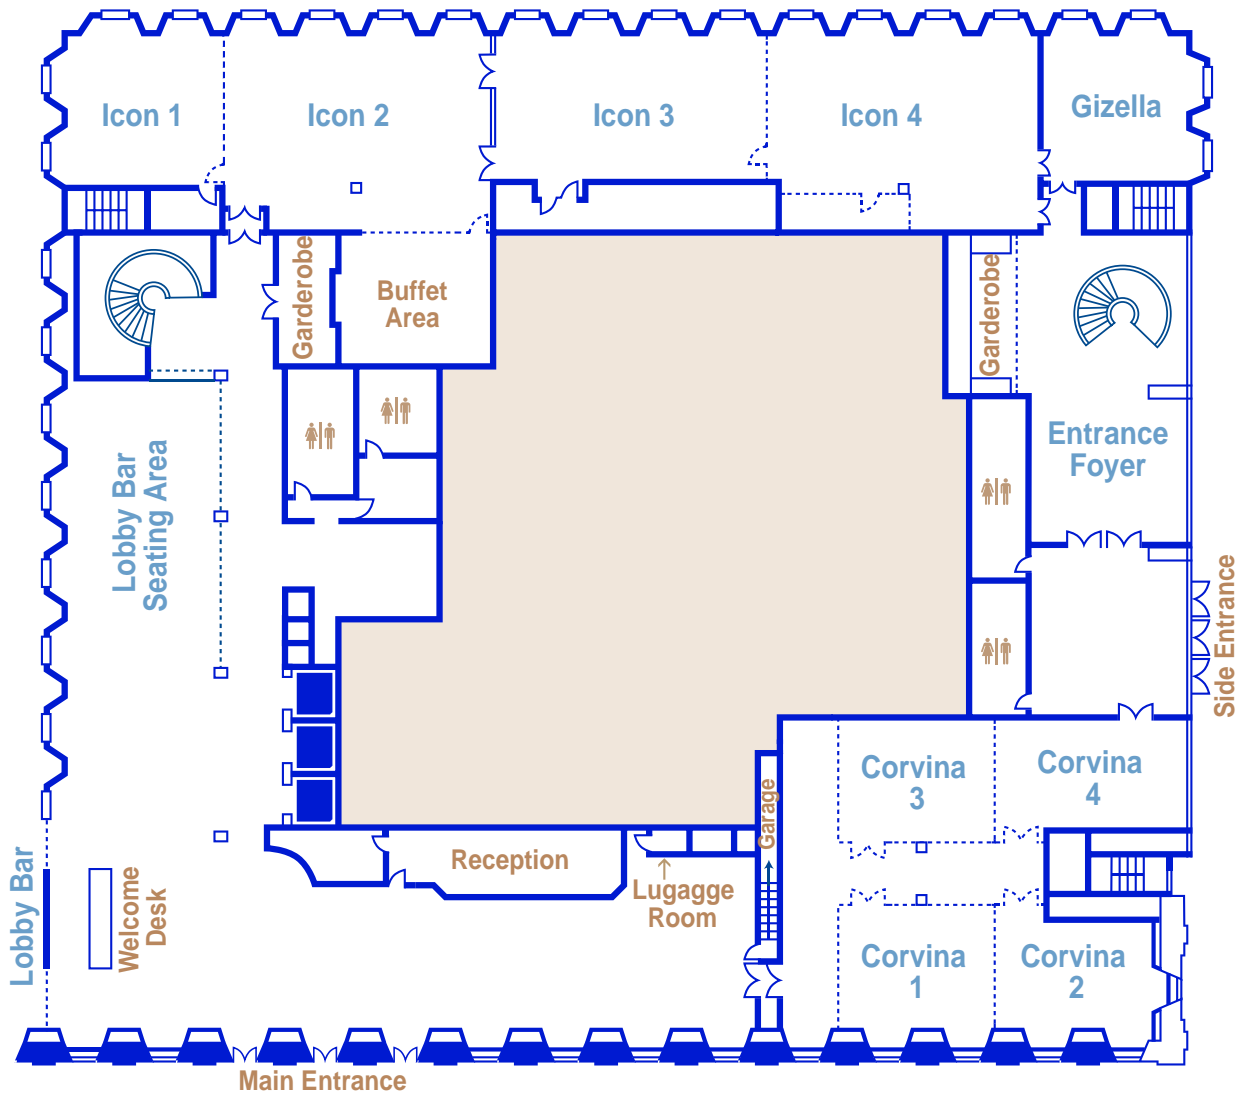 Icon 1
Icon 2
Icon 3
Icon 4
Gizella
Garderobe
Buffet
Area
Garderobe
Entrance
Foyer
Lobby Bar
Seating Area
Side Entrance
Corvina
3
Corvina
4
Garage
Reception
Lugagge
Room
Lobby Bar
Welcome
Desk
Corvina
1
Corvina
2
Main Entrance